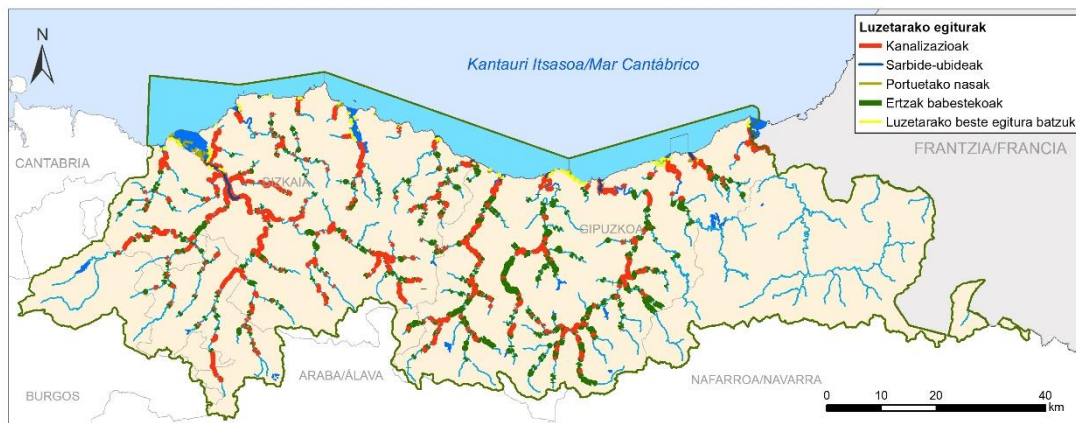 N
Kantauri Itsasoa/Mar Cantábrico
Luzetarako egiturak
Kanalizazioak
Sarbide-ubideak
Portuetako nasak
Ertzak babestekoak
Luzetarako beste egitura batzuk
CANTABRIA
FRANTZIA/FRANCIA
BIZKAIA
GIPUZKOA
ARABA/ÁLAVA
NAFARROA/NAVARRA
BURGOS
0 10 20 30 40
km